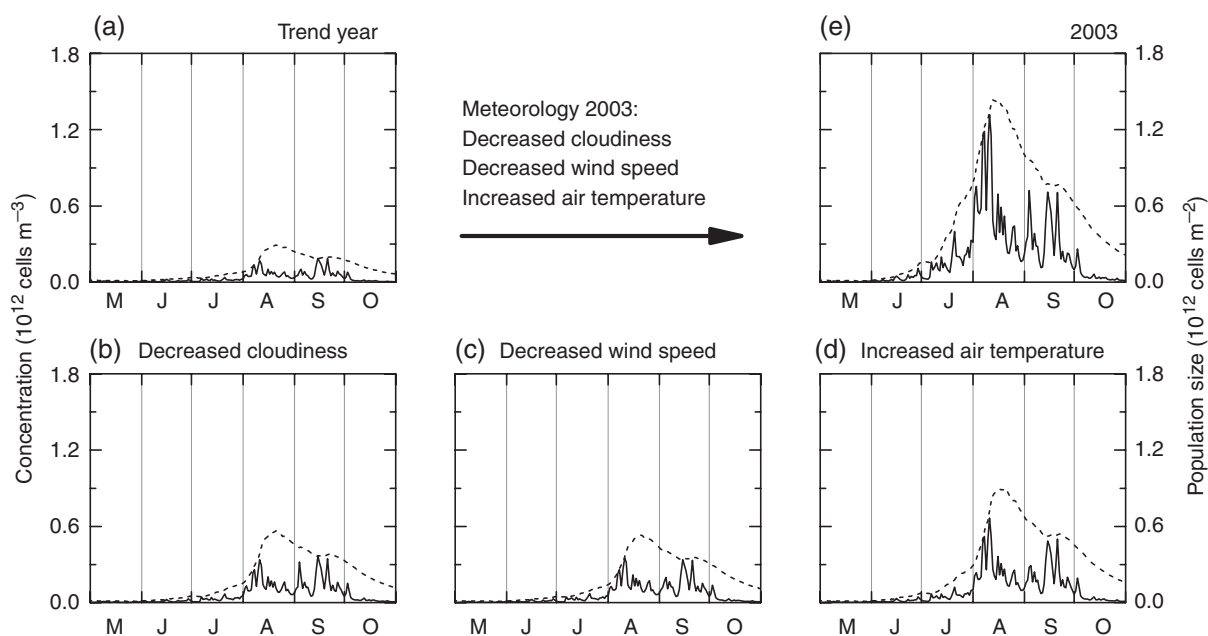 (a)
Trend year
1.8
1.2
0.6
0.0
M J J A S O
Meteorology 2003:
Decreased cloudiness
Decreased wind speed
Increased air temperature
(e)
2003
1.8
1.2
0.6
0.0
M J J A S O
Concentration (10¹² cells m⁻³)
Population size (10¹² cells m⁻²)
(b) Decreased cloudiness
1.8
1.2
0.6
0.0
M J J A S O
(c) Decreased wind speed
M J J A S O
(d) Increased air temperature
1.8
1.2
0.6
0.0
M J J A S O